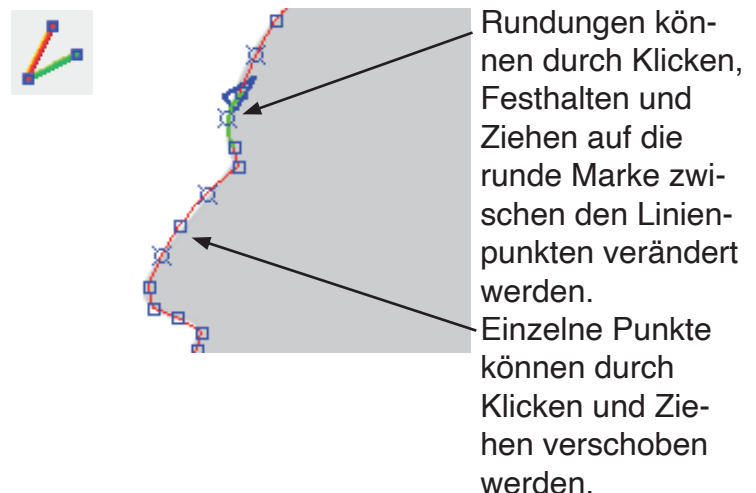 Rundungen kön-
nen durch Klicken,
Festhalten und
Ziehen auf die
runde Marke zwi-
schen den Linien-
punkten verändert
werden.
Einzelne Punkte
können durch
Klicken und Zie-
hen verschoben
werden.